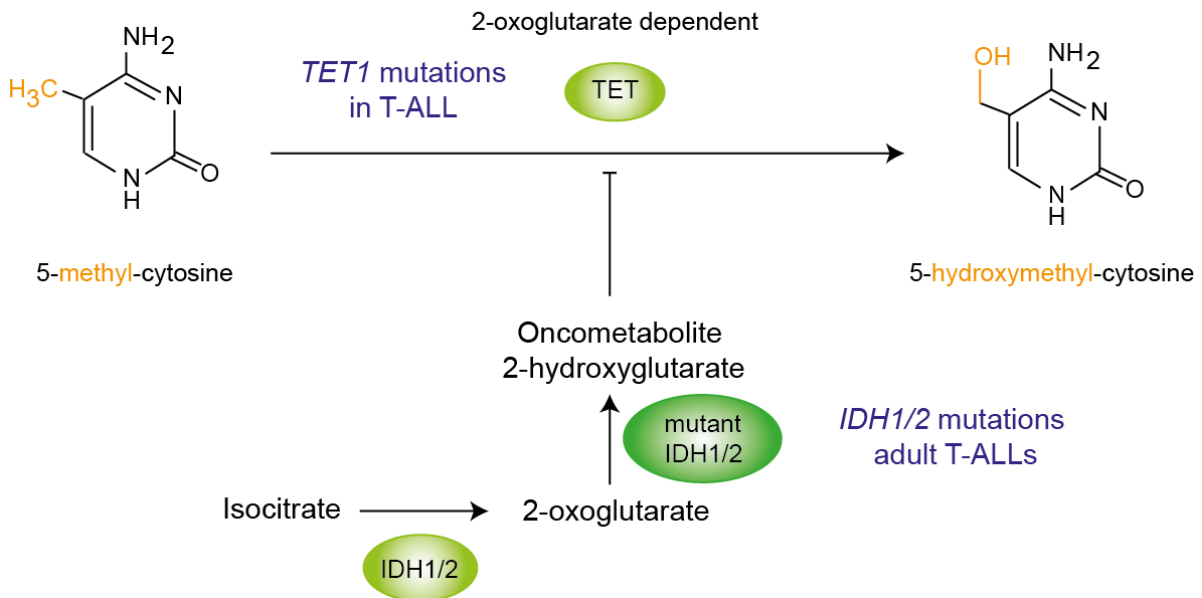 2-oxoglutarate dependent
NH2
H3C
N
N
H
O
TET1 mutations
in T-ALL
TET
OH
NH2
N
N
H
O
5-methyl-cytosine
5-hydroxymethyl-cytosine
Oncometabolite
2-hydroxyglutarate
mutant
IDH1/2
IDH1/2 mutations
adult T-ALLs
Isocitrate
2-oxoglutarate
IDH1/2